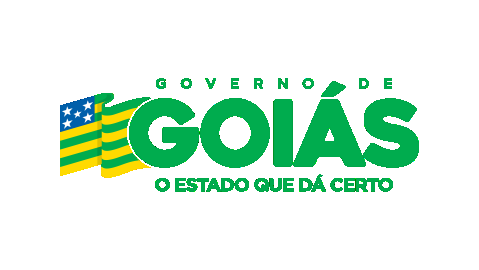 GOVERNO DE
GOIÁS
O ESTADO QUE DÁ CERTO